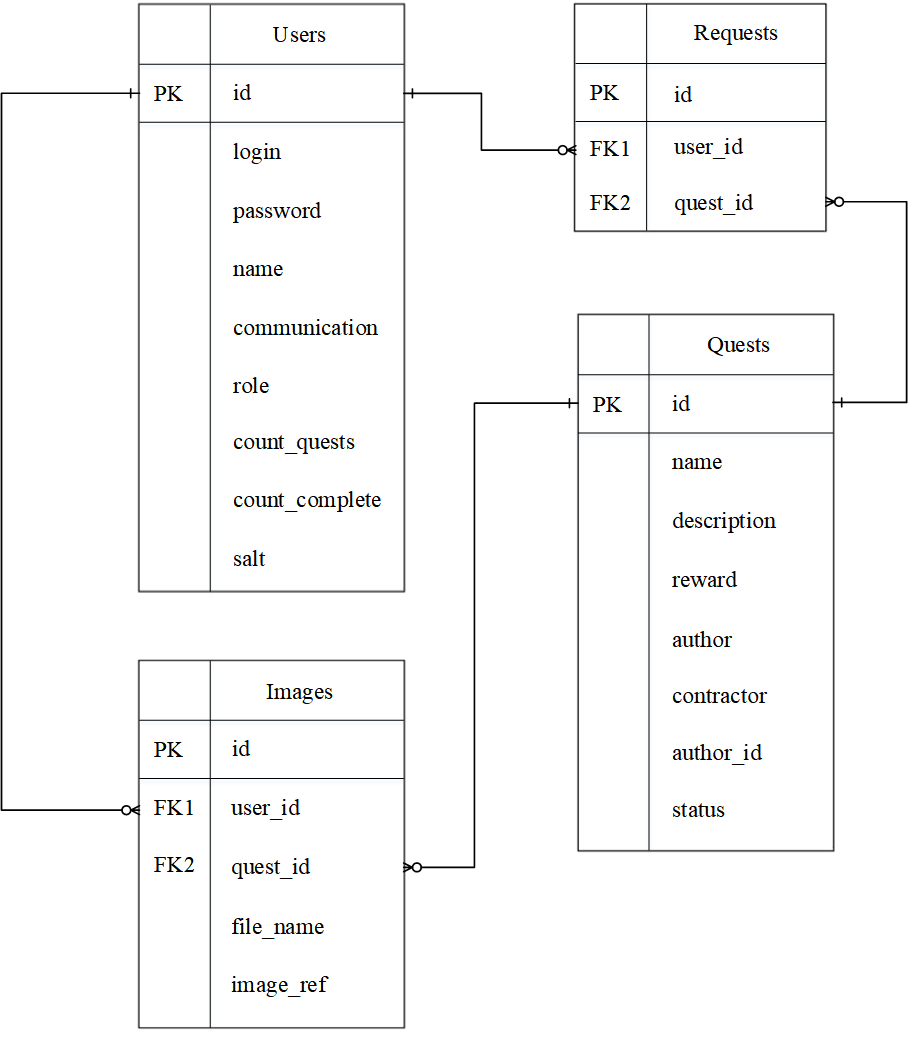 Users
PK id
login
password
name
communication
role
count_quests
count_complete
salt
Requests
PK id
FK1 user_id
FK2 quest_id
Quests
PK id
name
description
reward
author
contractor
author_id
status
Images
PK id
FK1 user_id
FK2 quest_id
file_name
image_ref